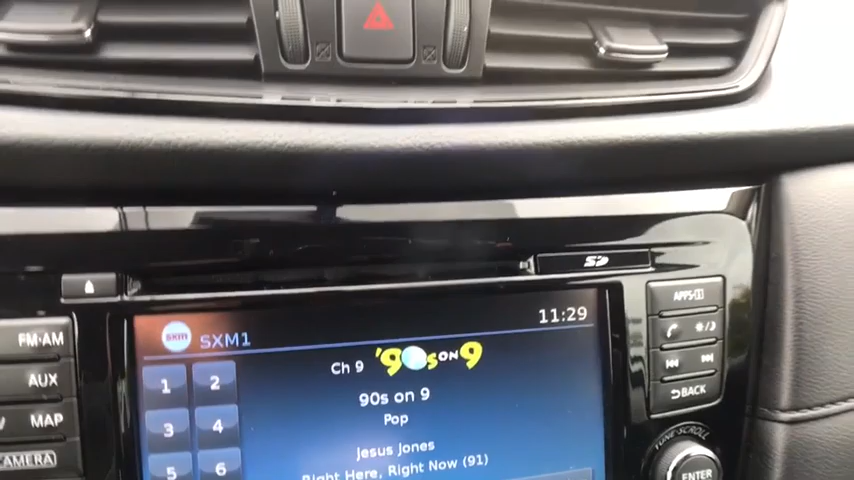 SD
APPS
FM·AM
AUX
MAP
CAMERA
sxm
SXM1
11:29
Ch 9
'90s ON 9
90s on 9
Pop
Jesus Jones
Right Here, Right Now (91)
1
2
3
4
5
6
BACK
TUNE·SCROLL
ENTER